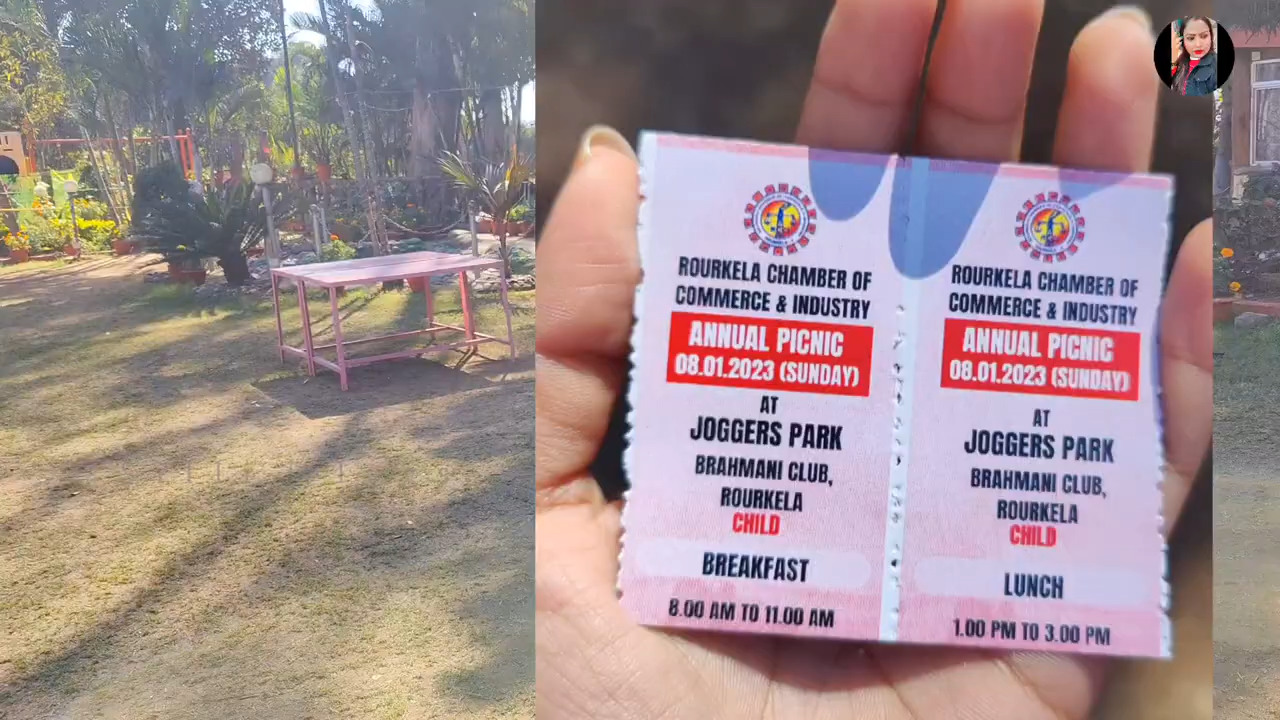 ROURKELA CHAMBER OF
COMMERCE & INDUSTRY
ANNUAL PICNIC
08.01.2023 (SUNDAY)
AT
JOGGERS PARK
BRAHMANI CLUB,
ROURKELA
CHILD
BREAKFAST
8.00 AM TO 11.00 AM
ROURKELA CHAMBER OF
COMMERCE & INDUSTRY
ANNUAL PICNIC
08.01.2023 (SUNDAY)
AT
JOGGERS PARK
BRAHMANI CLUB,
ROURKELA
CHILD
LUNCH
1.00 PM TO 3.00 PM